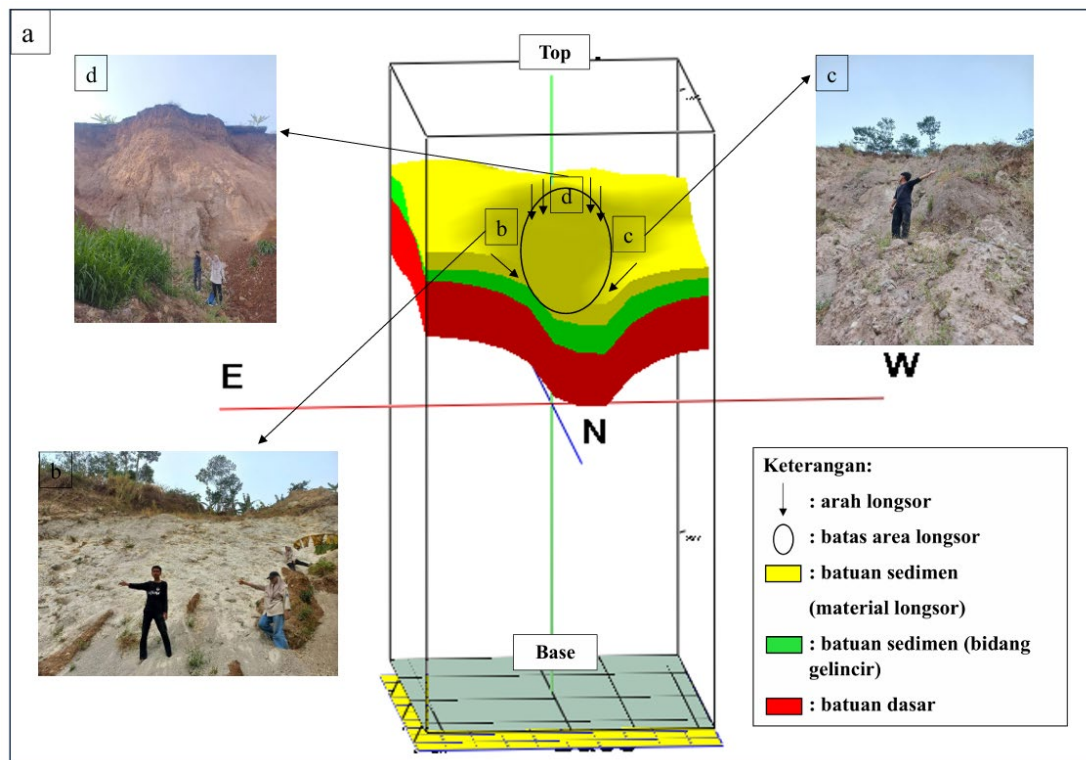 a
Top
d
c
d
b
c
E
W
N
b
Keterangan:
: arah longsor
: batas area longsor
: batuan sedimen
(material longsor)
: batuan sedimen (bidang
gelincir)
: batuan dasar
Base